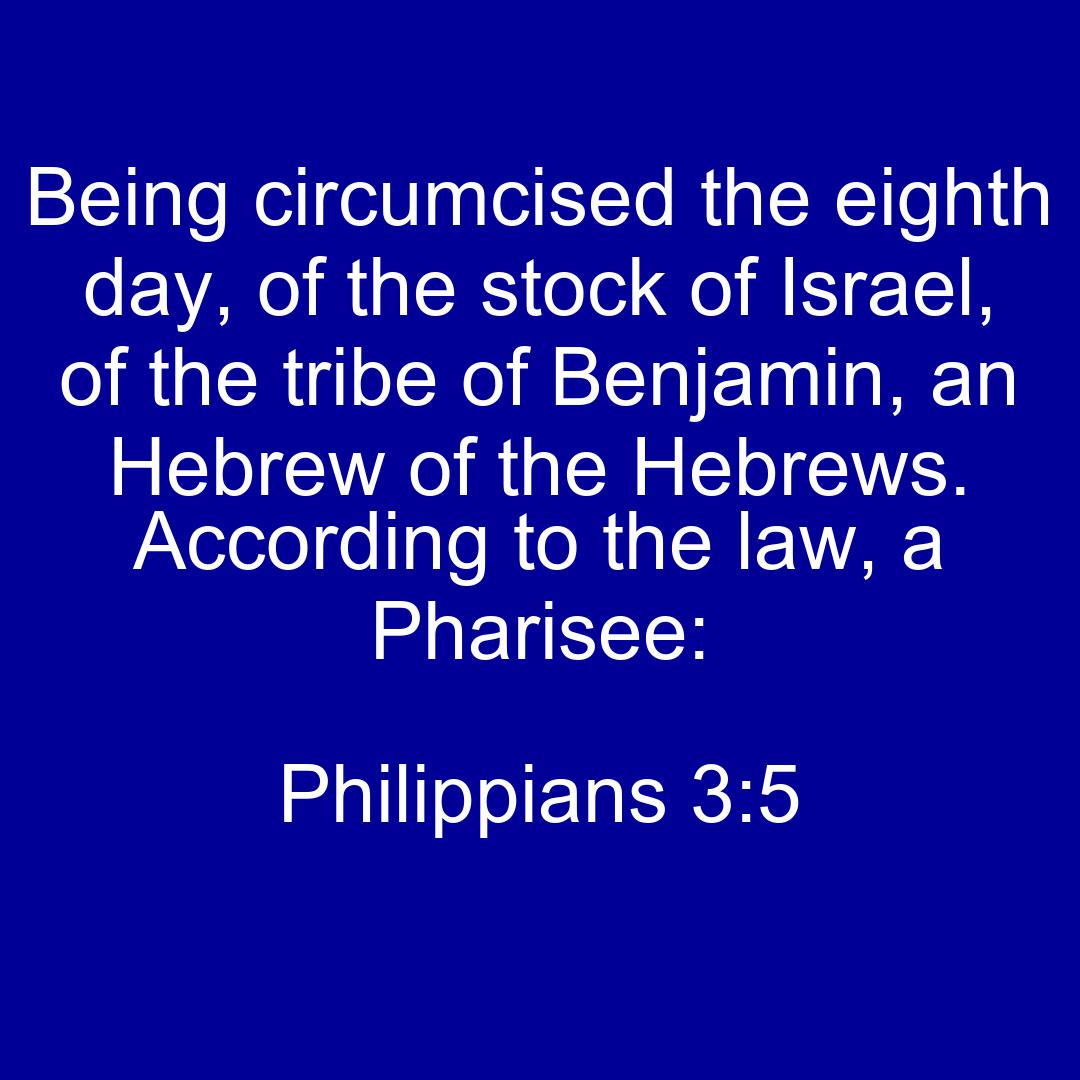 Being circumcised the eighth
day, of the stock of Israel,
of the tribe of Benjamin, an
Hebrew of the Hebrews.
According to the law, a
Pharisee:
Philippians 3:5